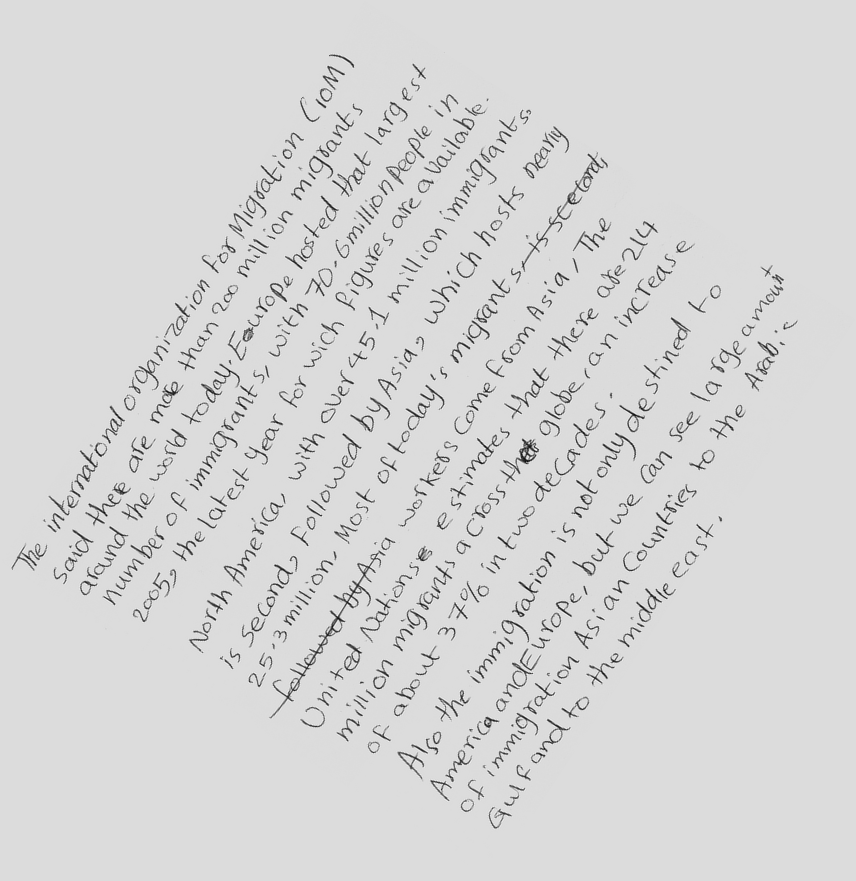 The international organization for Migration (IOM)
said there are more than 200 million migrants
around the world today, Europe hosted that largest
number of immigrants, with 70.6 million people in
2005, the latest year for wich figures are available.
North America, with over 45.1 million immigrants,
is second, Followed by Asia, which hosts nearly
25.3 million. Most of today's migrants, is second,
followed by Asia workers come from Asia, The
United Nations estimates that there are 214
million migrants across the globe, an increase
of about 37% in two decades.
Also the immigration is not only destined to
America and Europe, but we can see large amount
of immigration Asian Countries to the Arabic
Gulf and to the middle east.